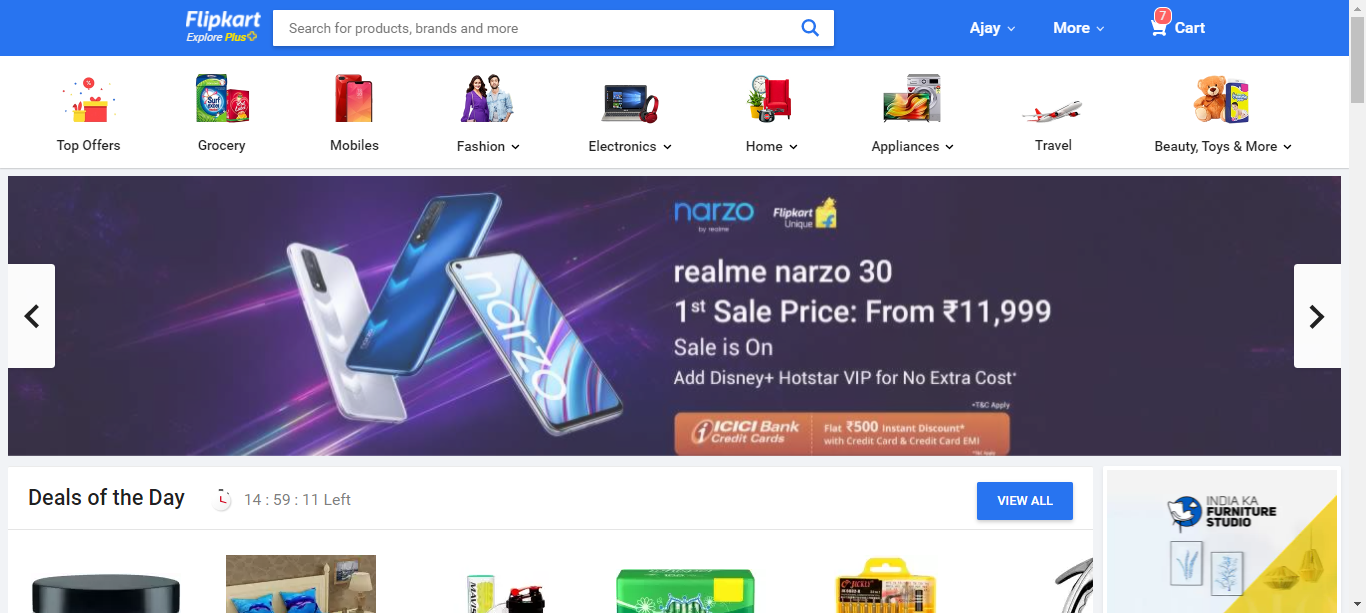 Flipkart
Explore Plus
Search for products, brands and more
Ajay
More
7
Cart
Top Offers
Grocery
Mobiles
Fashion
Electronics
Home
Appliances
Travel
Beauty, Toys & More
Surf excel
narzo
by realme
Flipkart
Unique
realme narzo 30
1st Sale Price: From ₹11,999
Sale is On
Add Disney+ Hotstar VIP for No Extra Cost*
*T&C Apply
ICICI Bank
Credit Cards
Flat ₹500 Instant Discount*
with Credit Card & Credit Card EMI
*T&C Apply
narzo
Deals of the Day
14 : 59 : 11 Left
VIEW ALL
INDIA KA
FURNITURE
STUDIO
JACKLY